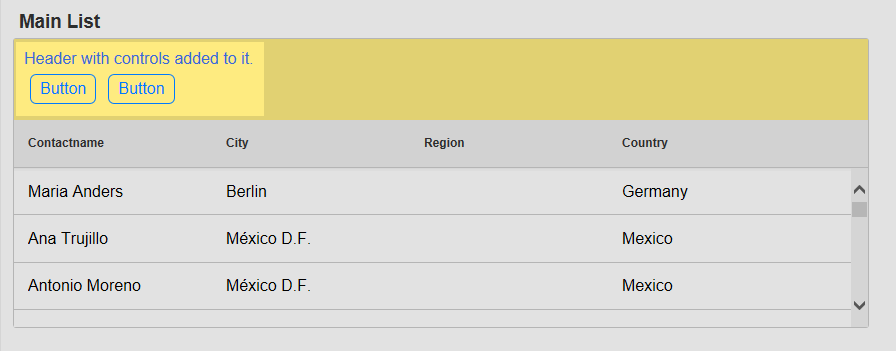 Main List
Header with controls added to it.
Button Button
Contactname City Region Country
Maria Anders Berlin Germany
Ana Trujillo México D.F. Mexico
Antonio Moreno México D.F. Mexico